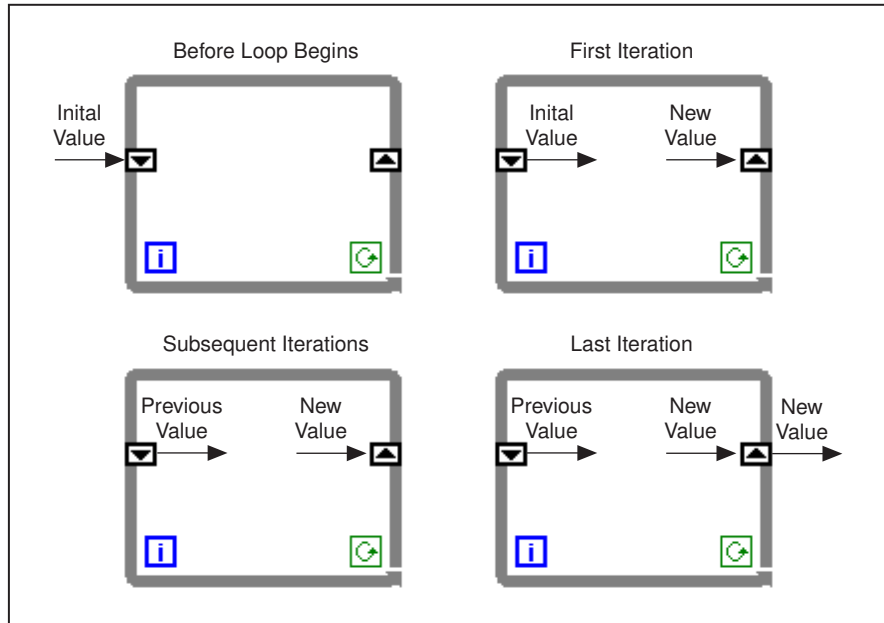 Before Loop Begins
First Iteration
Inital
Value
Inital
Value
New
Value
i
i
Subsequent Iterations
Last Iteration
Previous
Value
New
Value
Previous
Value
New
Value
New
Value
i
i